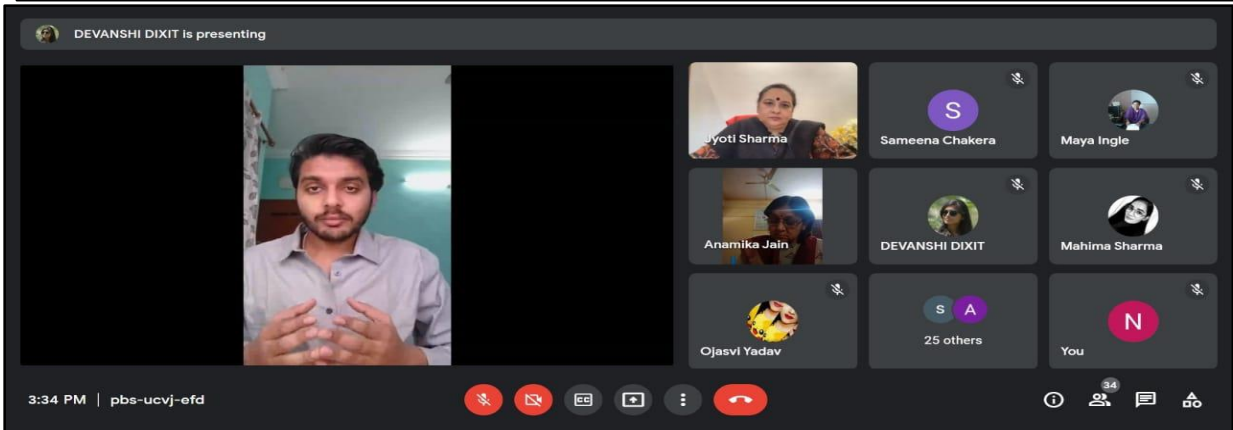 DEVANSHI DIXIT is presenting
Jyoti Sharma
S
Sameena Chakera
Maya Ingle
Anamika Jain
DEVANSHI DIXIT
Mahima Sharma
Ojasvi Yadav
S A
25 others
N
You
3:34 PM | pbs-ucvj-efd
CC
34